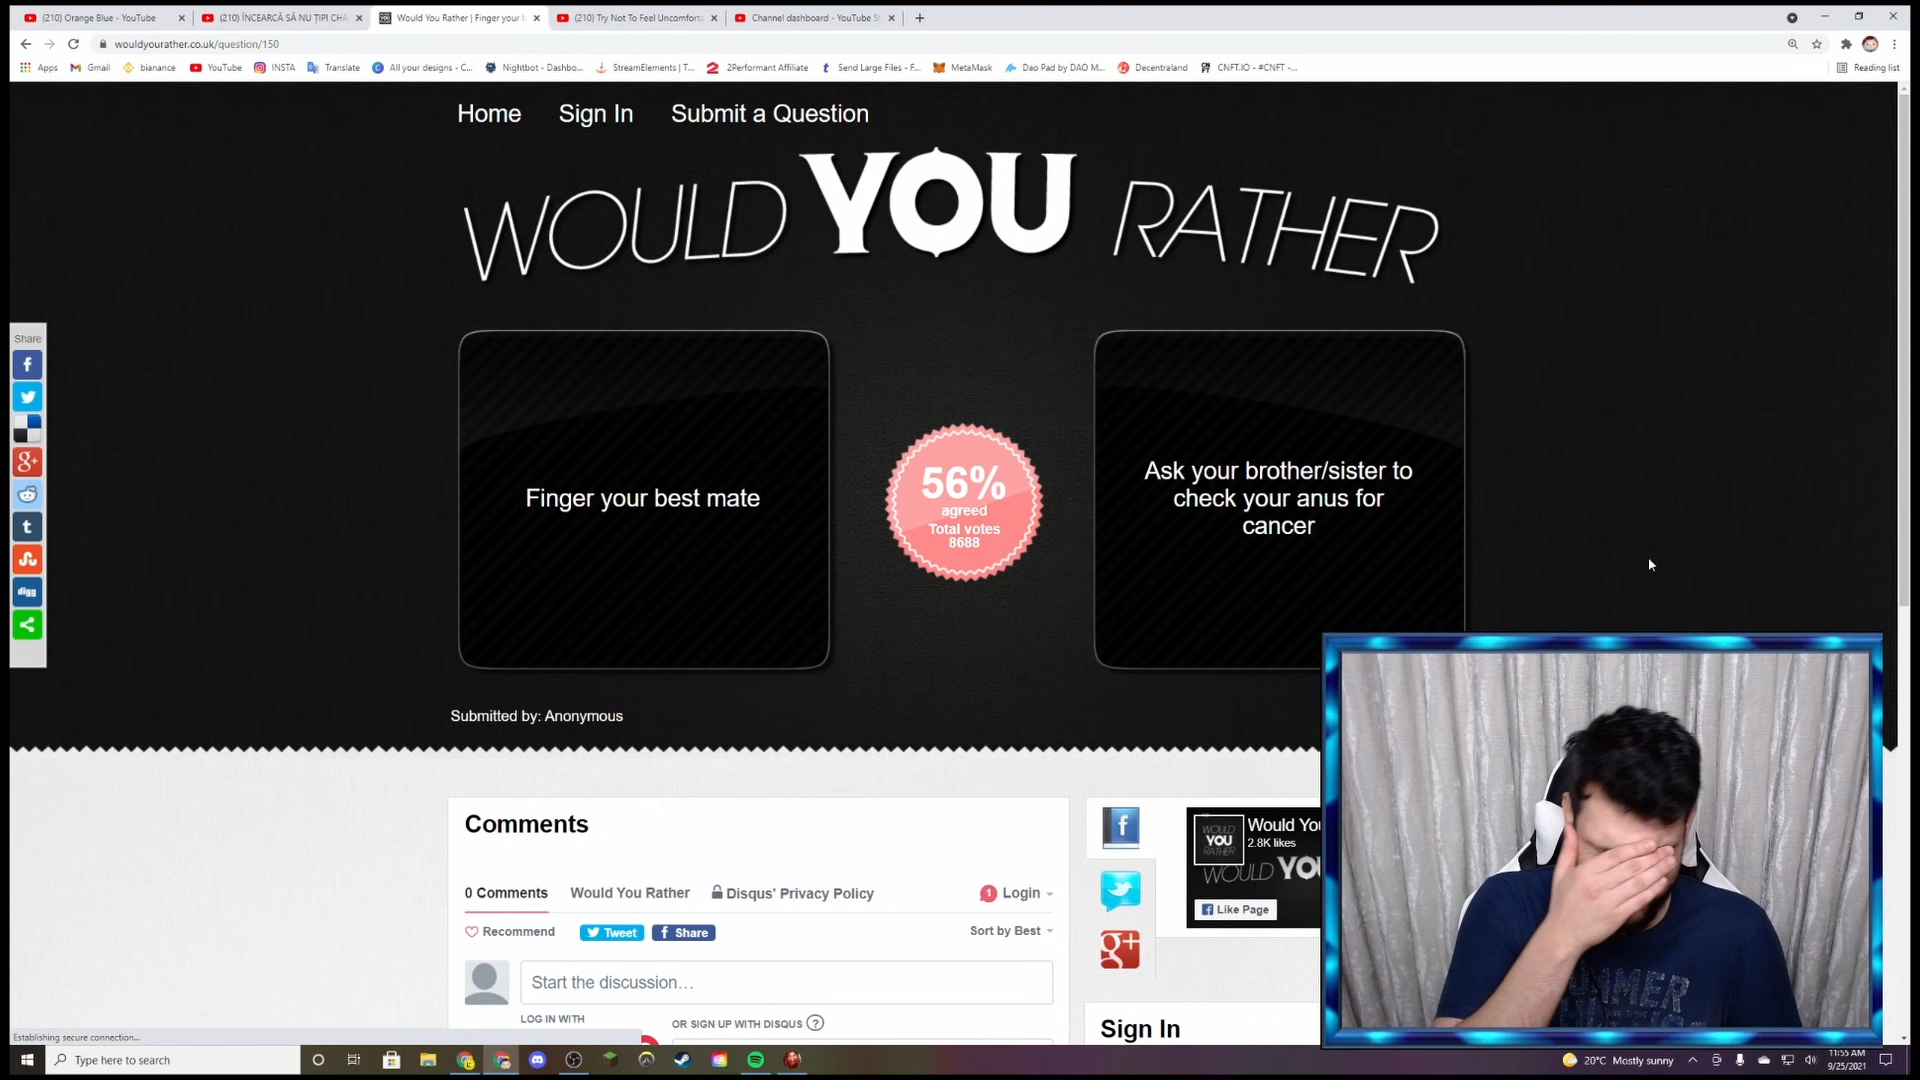 (210) Orange Blue - YouTube
(210) ÎNCEARCĂ SĂ NU ȚIPI CHA
Would You Rather | Finger your b
(210) Try Not To Feel Uncomforta
Channel dashboard - YouTube S
wouldyourather.co.uk/question/150
Apps
Gmail
bianance
YouTube
INSTA
Translate
All your designs - C...
Nightbot - Dashbo...
StreamElements | T...
2Performant Affiliate
Send Large Files - F...
MetaMask
Dao Pad by DAO M...
Decentraland
CNFT.IO - #CNFT -...
Reading list
Home
Sign In
Submit a Question
WOULD YOU RATHER
Share
Finger your best mate
56%
agreed
Total votes
8688
Ask your brother/sister to
check your anus for
cancer
Submitted by: Anonymous
Comments
0 Comments
Would You Rather
Disqus' Privacy Policy
1
Login
Recommend
Tweet
Share
Sort by Best
Start the discussion...
LOG IN WITH
OR SIGN UP WITH DISQUS ?
Would You
2.8K likes
WOULD YOU
Like Page
Sign In
Establishing secure connection...
Type here to search
20°C Mostly sunny
11:55 AM
9/25/2021